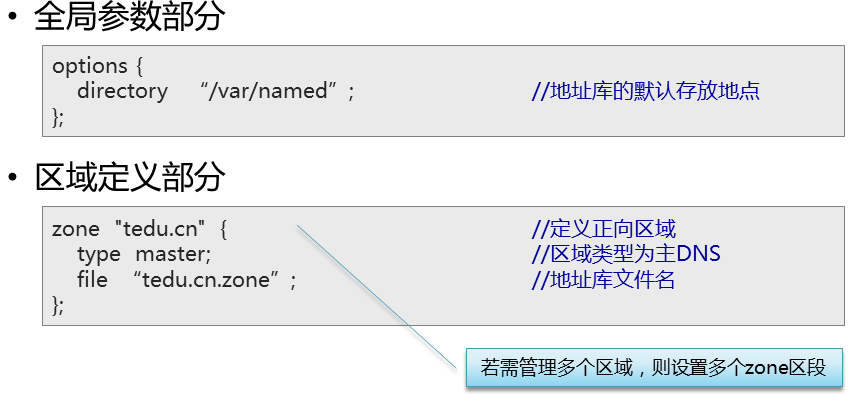 • 全局参数部分
options {
directory “/var/named” ; //地址库的默认存放地点
};
• 区域定义部分
zone "tedu.cn" { //定义正向区域
type master; //区域类型为主DNS
file “tedu.cn.zone” ; //地址库文件名
};
若需管理多个区域，则设置多个zone区段